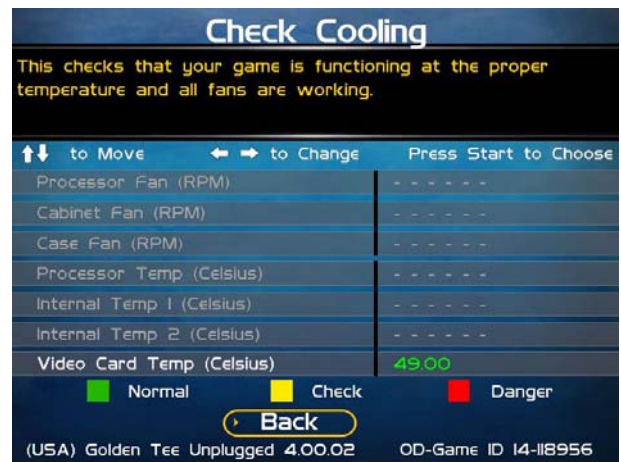 Check Cooling
This checks that your game is functioning at the proper
temperature and all fans are working.
to Move to Change Press Start to Choose
Processor Fan (RPM) - - - - - -
Cabinet Fan (RPM) - - - - - -
Case Fan (RPM) - - - - - -
Processor Temp (Celsius) - - - - - -
Internal Temp 1 (Celsius) - - - - - -
Internal Temp 2 (Celsius) - - - - - -
Video Card Temp (Celsius) 49.00
Normal Check Danger
Back
(USA) Golden Tee Unplugged 4.00.02 OD-Game ID 14-118956